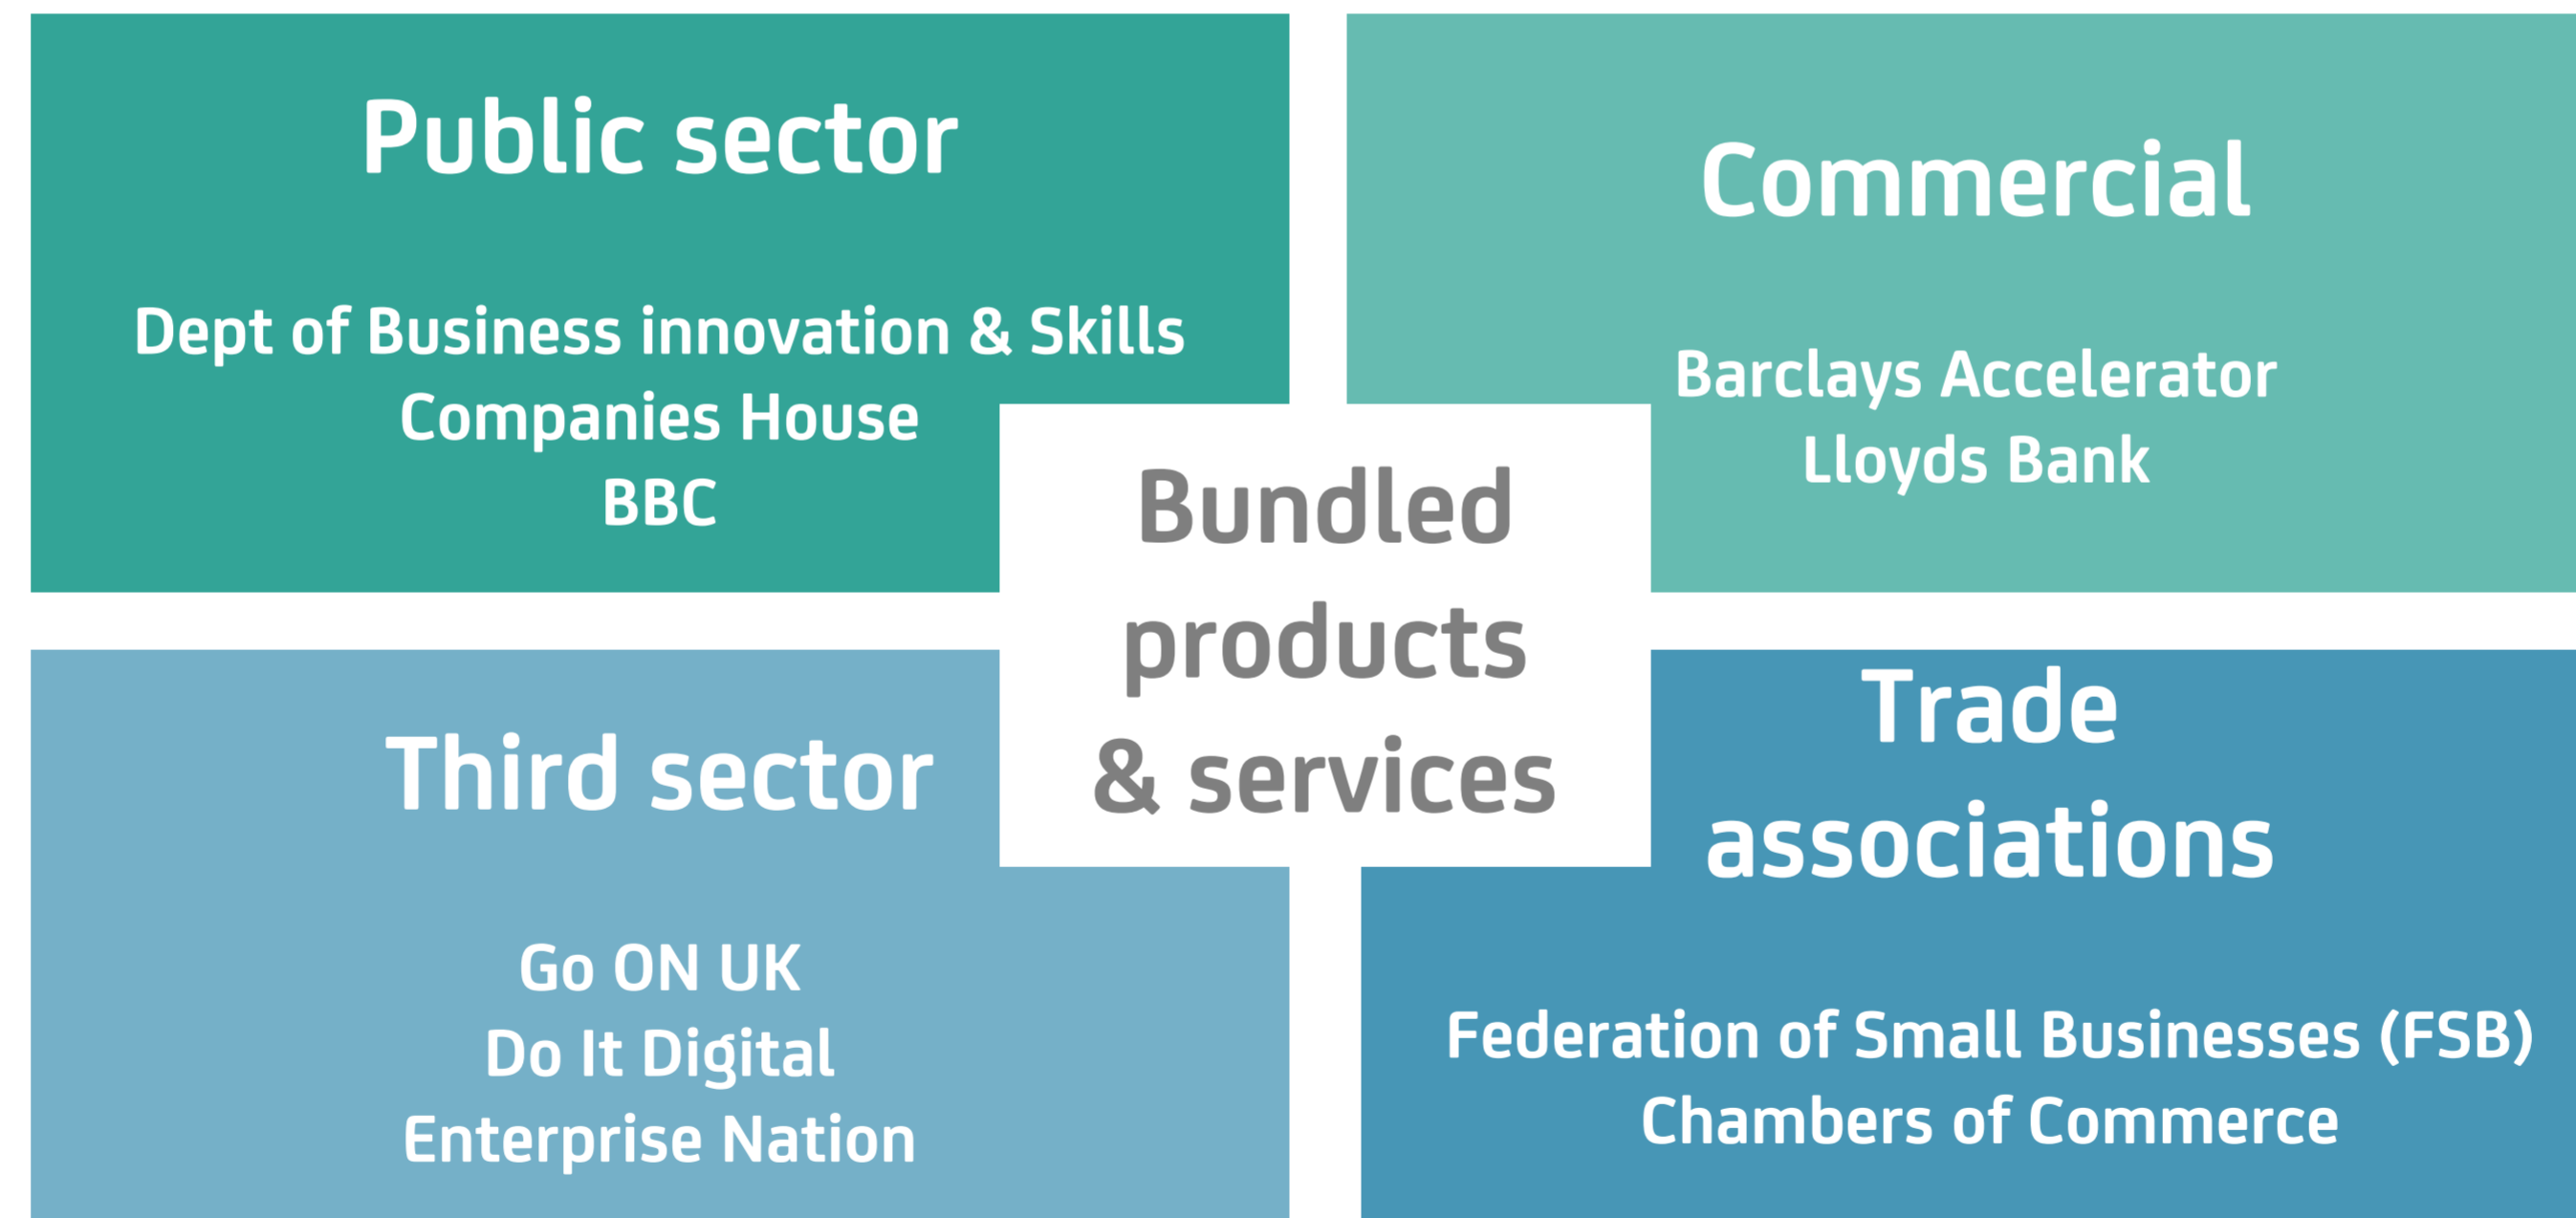 Public sector
Dept of Business innovation & Skills
Companies House
BBC
Commercial
Barclays Accelerator
Lloyds Bank
Bundled
products
& services
Third sector
Go ON UK
Do It Digital
Enterprise Nation
Trade
associations
Federation of Small Businesses (FSB)
Chambers of Commerce